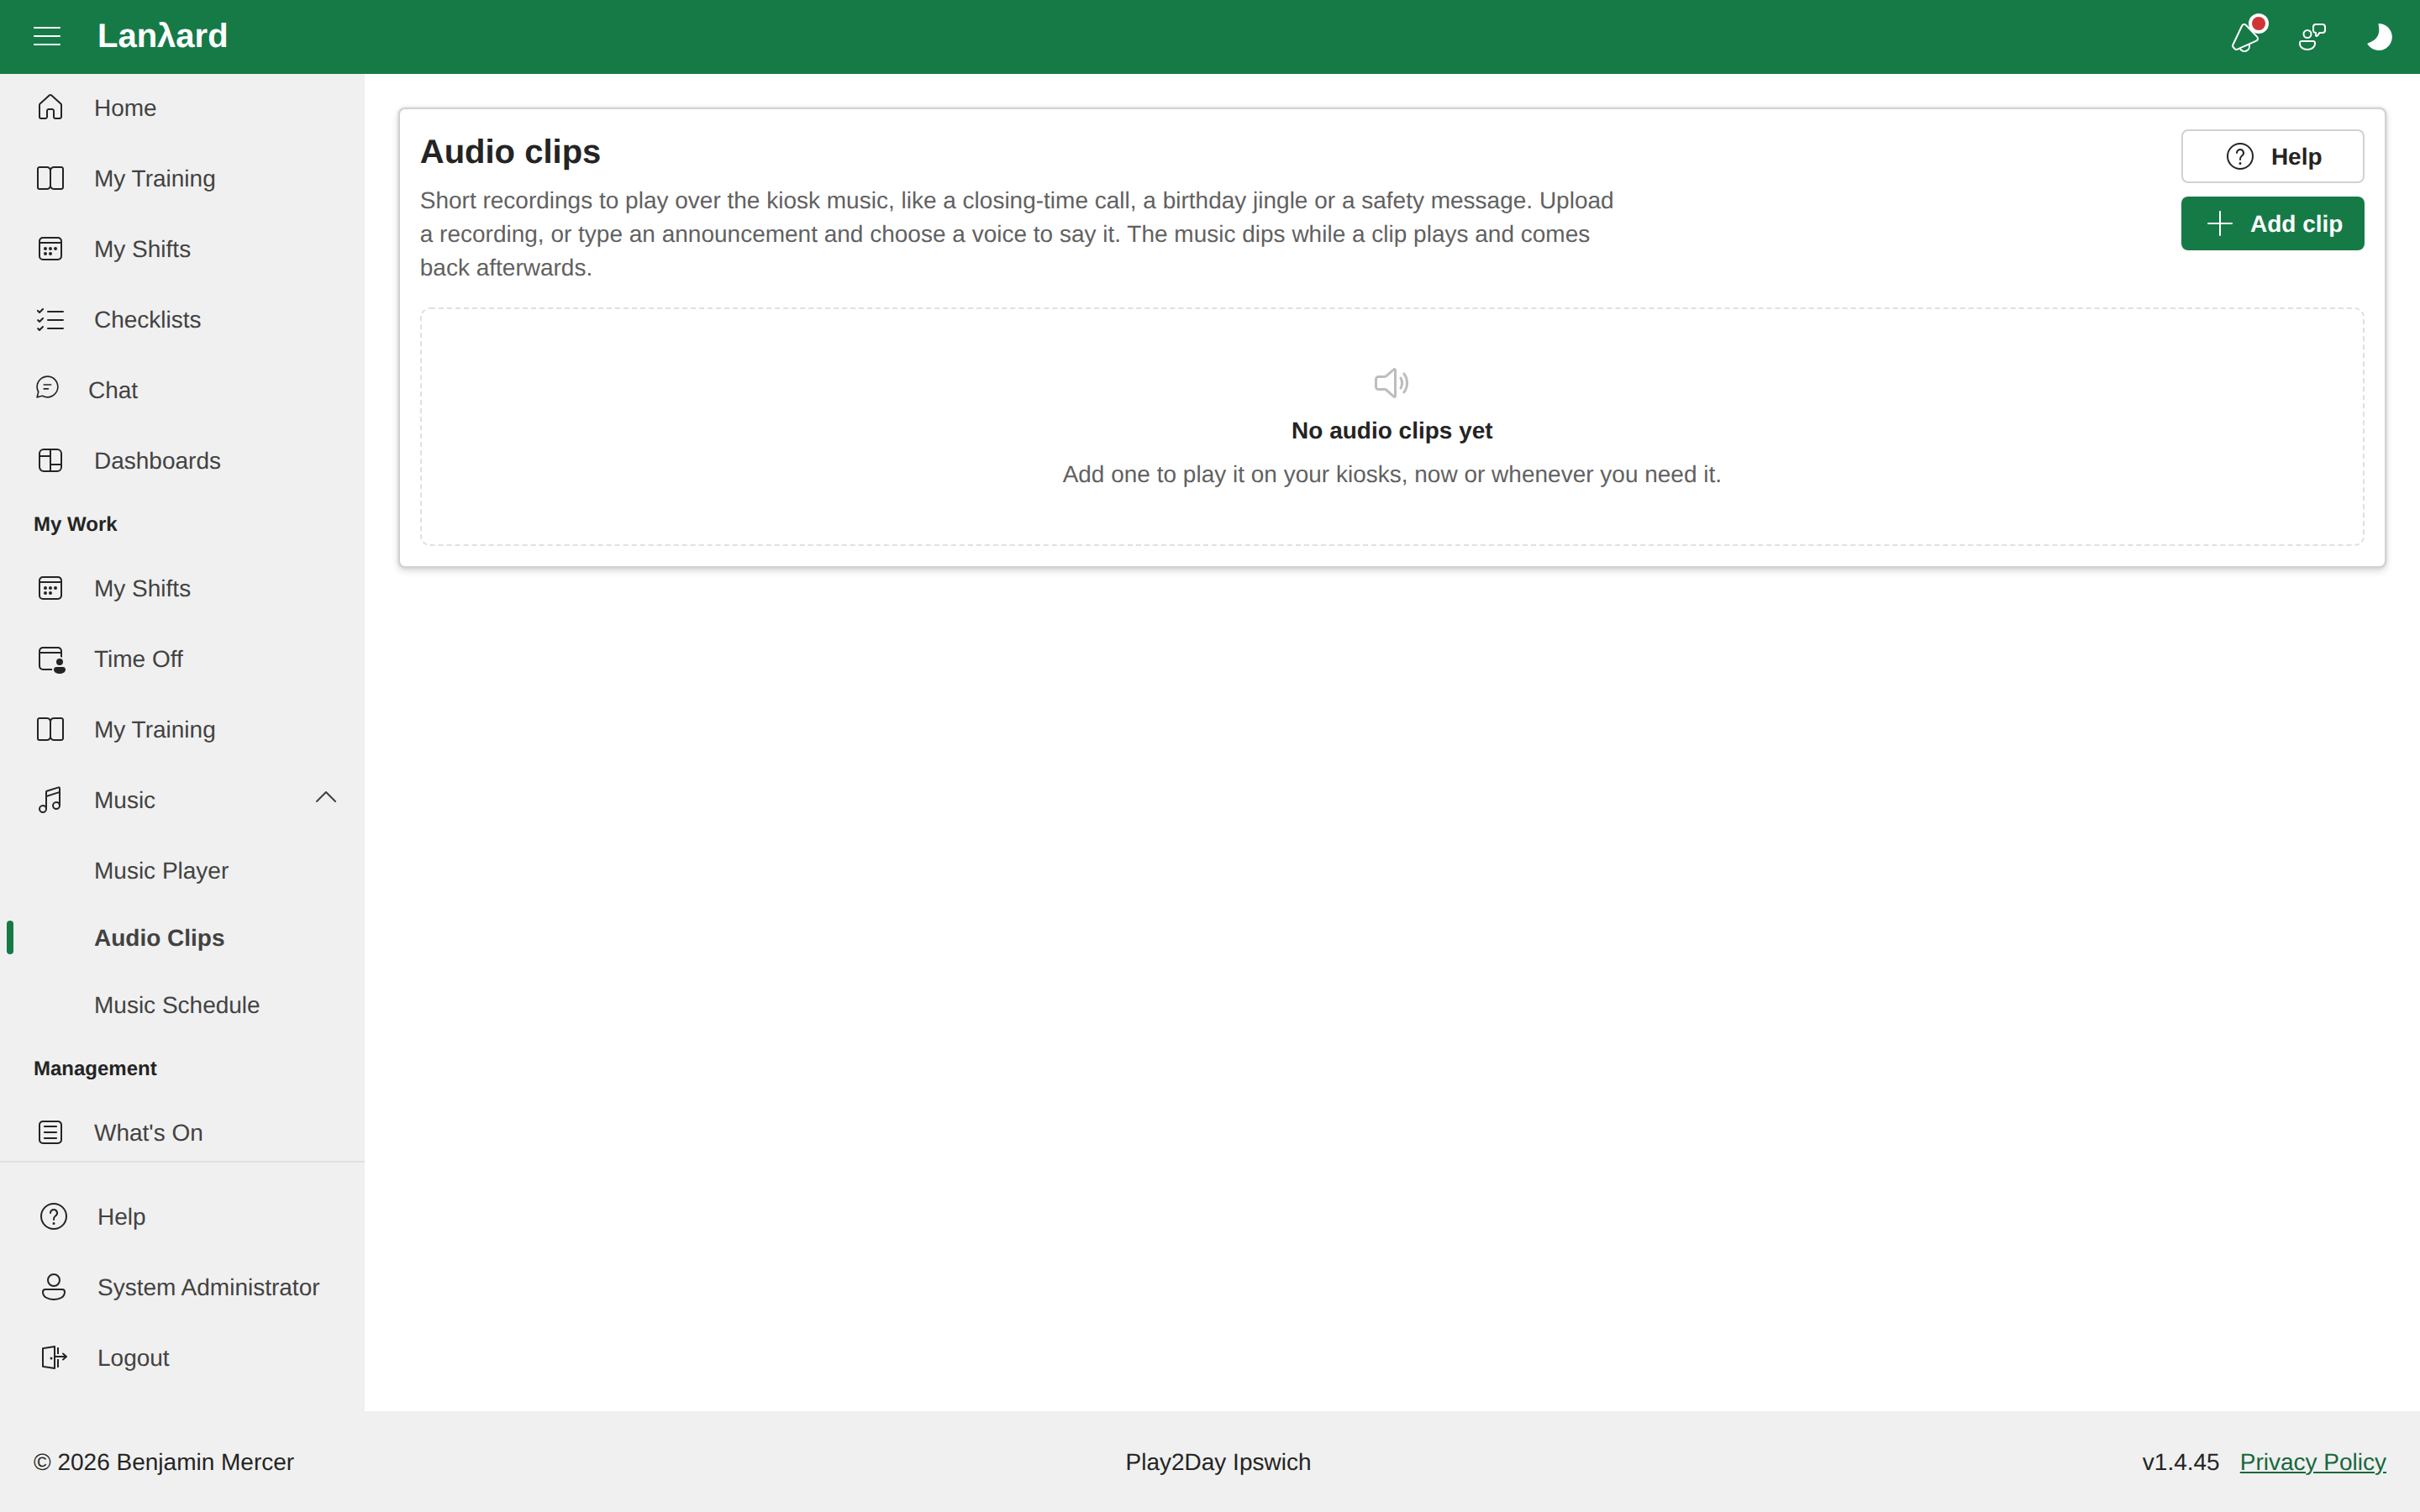 Lanλard
Home
My Training
My Shifts
Checklists
Chat
Dashboards
My Work
My Shifts
Time Off
My Training
Music
Music Player
Audio Clips
Music Schedule
Management
What's On
Help
System Administrator
Logout
Audio clips
Short recordings to play over the kiosk music, like a closing-time call, a birthday jingle or a safety message. Upload
a recording, or type an announcement and choose a voice to say it. The music dips while a clip plays and comes
back afterwards.
Help
Add clip
No audio clips yet
Add one to play it on your kiosks, now or whenever you need it.
© 2026 Benjamin Mercer
Play2Day Ipswich
v1.4.45 Privacy Policy